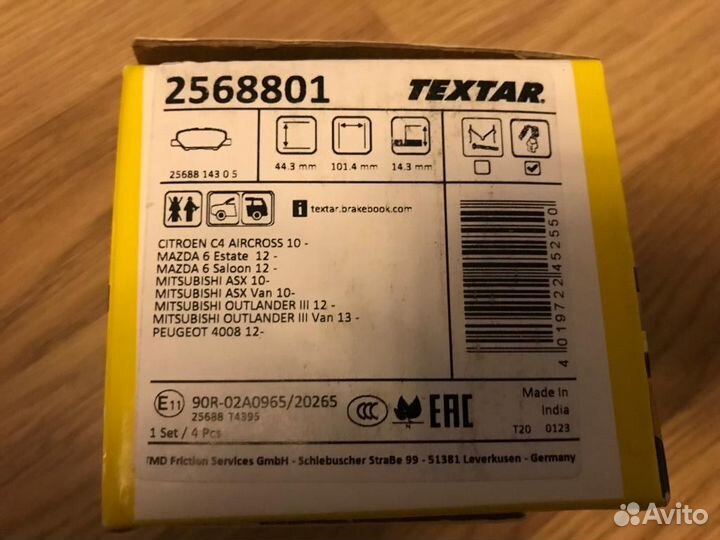 2568801 TEXTAR®
25688 143 0 5
44.3 mm 101.4 mm 14.3 mm
i textar.brakebook.com
CITROEN C4 AIRCROSS 10 -
MAZDA 6 Estate 12 -
MAZDA 6 Saloon 12 -
MITSUBISHI ASX 10-
MITSUBISHI ASX Van 10-
MITSUBISHI OUTLANDER III 12 -
MITSUBISHI OUTLANDER III Van 13 -
PEUGEOT 4008 12-
4 019722 452550
E11 90R-02A0965/20265
25688 T4395
CCC EAC
Made In
India
1 Set / 4 Pcs
T20 0123
TMD Friction Services GmbH - Schlebuscher Straße 99 - 51381 Leverkusen - Germany
Avito